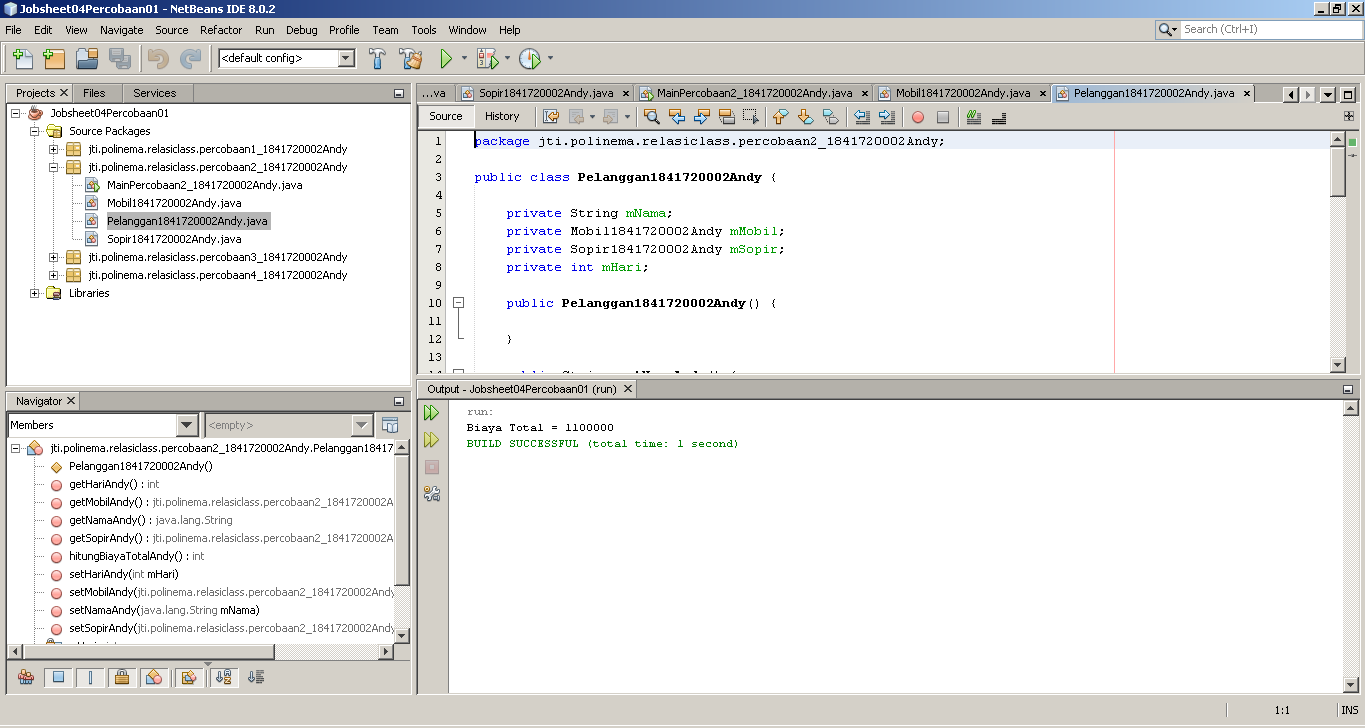 Jobsheet04Percobaan01 - NetBeans IDE 8.0.2
File Edit View Navigate Source Refactor Run Debug Profile Team Tools Window Help
Search (Ctrl+I)
<default config>
Projects Files Services
Jobsheet04Percobaan01
Source Packages
jti.polinema.relasiclass.percobaan1_1841720002Andy
jti.polinema.relasiclass.percobaan2_1841720002Andy
MainPercobaan2_1841720002Andy.java
Mobil1841720002Andy.java
Pelanggan1841720002Andy.java
Sopir1841720002Andy.java
jti.polinema.relasiclass.percobaan3_1841720002Andy
jti.polinema.relasiclass.percobaan4_1841720002Andy
Libraries
...va Sopir1841720002Andy.java MainPercobaan2_1841720002Andy.java Mobil1841720002Andy.java Pelanggan1841720002Andy.java
Source History
1 package jti.polinema.relasiclass.percobaan2_1841720002Andy;
2
3 public class Pelanggan1841720002Andy {
4
5 private String mNama;
6 private Mobil1841720002Andy mMobil;
7 private Sopir1841720002Andy mSopir;
8 private int mHari;
9
10 public Pelanggan1841720002Andy() {
11
12 }
13
Navigator
Members
<empty>
jti.polinema.relasiclass.percobaan2_1841720002Andy.Pelanggan18417
Pelanggan1841720002Andy()
getHariAndy() : int
getMobilAndy() : jti.polinema.relasiclass.percobaan2_1841720002A
getNamaAndy() : java.lang.String
getSopirAndy() : jti.polinema.relasiclass.percobaan2_1841720002A
hitungBiayaTotalAndy() : int
setHariAndy(int mHari)
setMobilAndy(jti.polinema.relasiclass.percobaan2_1841720002Andy
setNamaAndy(java.lang.String mNama)
setSopirAndy(jti.polinema.relasiclass.percobaan2_1841720002Andy
Output - Jobsheet04Percobaan01 (run)
run:
Biaya Total = 1100000
BUILD SUCCESSFUL (total time: 1 second)
1:1 INS